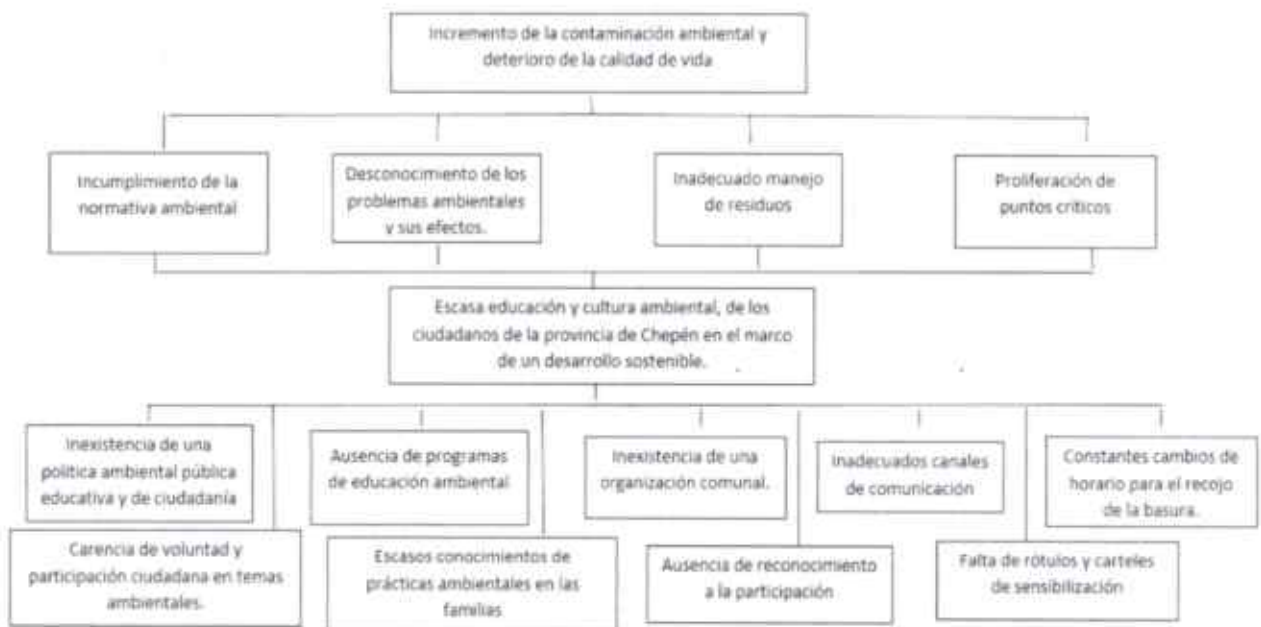 Incremento de la contaminación ambiental y
deterioro de la calidad de vida
Incumplimiento de la
normativa ambiental
Desconocimiento de los
problemas ambientales
y sus efectos.
Inadecuado manejo
de residuos
Proliferación de
puntos críticos
Escasa educación y cultura ambiental, de los
ciudadanos de la provincia de Chepén en el marco
de un desarrollo sostenible.
Inexistencia de una
política ambiental pública
educativa y de ciudadanía
Ausencia de programas
de educación ambiental
Inexistencia de una
organización comunal.
Inadecuados canales
de comunicación
Constantes cambios de
horario para el recojo
de la basura.
Carencia de voluntad y
participación ciudadana en temas
ambientales.
Escasos conocimientos de
prácticas ambientales en las
familias
Ausencia de reconocimiento
a la participación
Falta de rótulos y carteles
de sensibilización